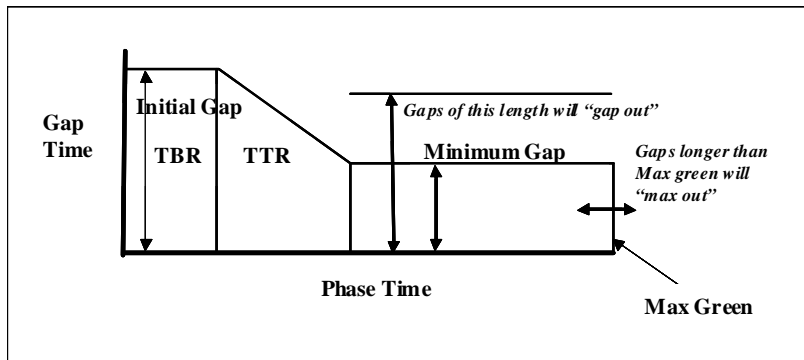 Gap
Time
Initial Gap
TBR
TTR
Gaps of this length will “gap out”
Minimum Gap
Gaps longer than
Max green will
“max out”
Phase Time
Max Green